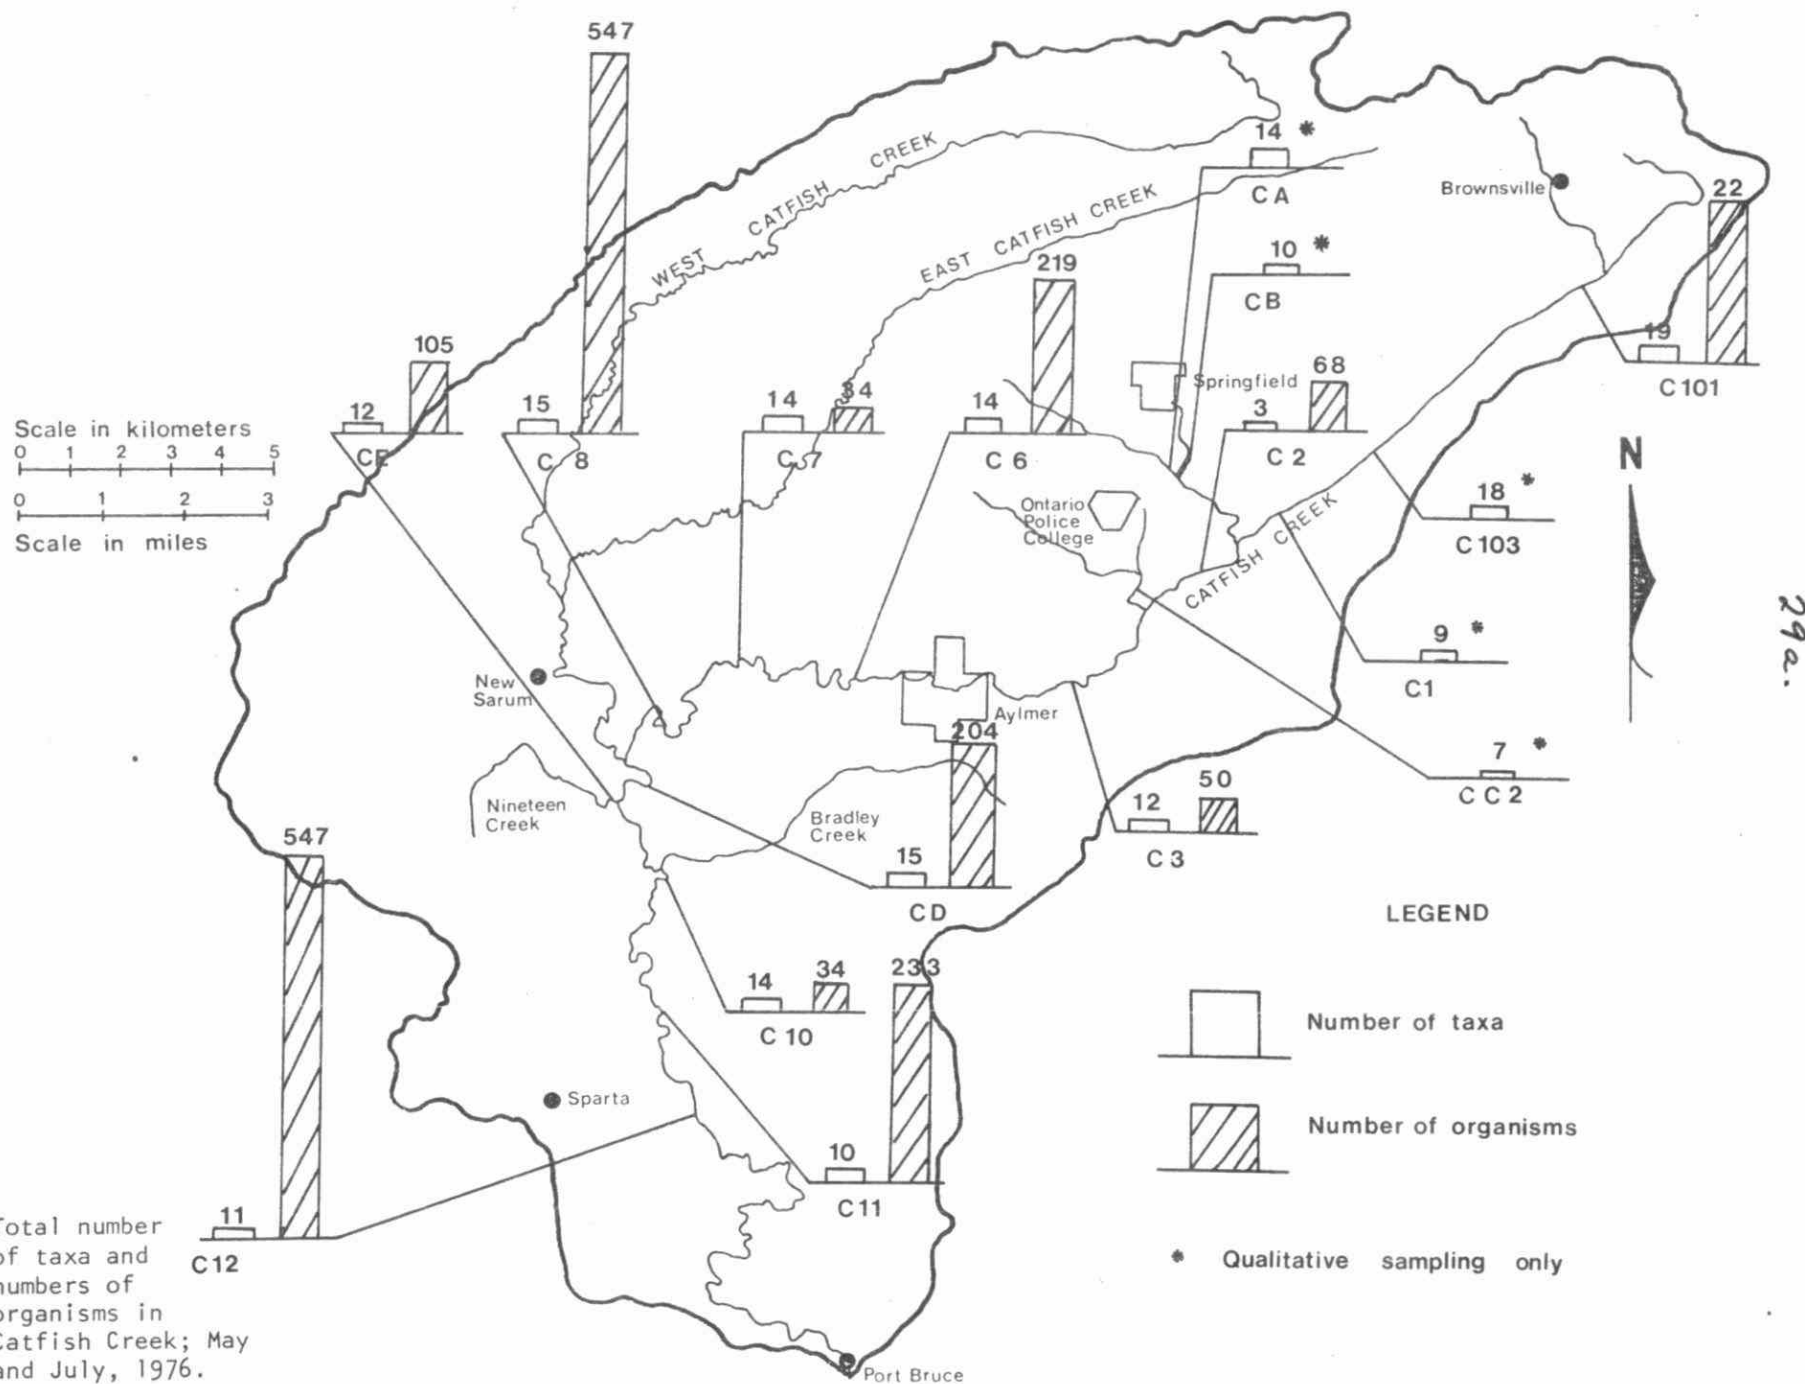 547
14 *
CA
WEST CATFISH CREEK
EAST CATFISH CREEK
Brownsville
22
10 *
CB
219
19
C101
105
12
CE
15
C 8
14
34
C 7
14
C 6
Springfield
68
3
C 2
Scale in kilometers
0 1 2 3 4 5
0 1 2 3
Scale in miles
N
18 *
C 103
Ontario
Police
College
CATFISH CREEK
29a.
9 *
C1
New
Sarum
Aylmer
204
7 *
CC2
50
12
C 3
Nineteen
Creek
Bradley
Creek
15
CD
547
LEGEND
14
34
C 10
233
Number of taxa
Sparta
Number of organisms
10
C11
11
C12
* Qualitative sampling only
Total number
of taxa and
numbers of
organisms in
Catfish Creek; May
and July, 1976.
Port Bruce